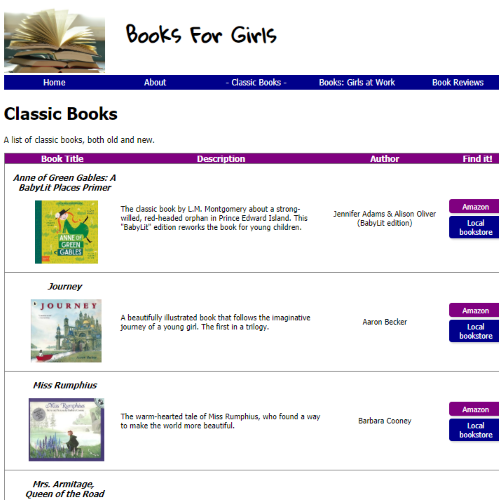 Books For Girls
Home About - Classic Books - Books: Girls at Work Book Reviews
Classic Books
A list of classic books, both old and new.
Book Title Description Author Find it!
Anne of Green Gables: A
BabyLit Places Primer
ANNE OF
GREEN
GABLES
The classic book by L.M. Montgomery about a strong-
willed, red-headed orphan in Prince Edward Island. This
"BabyLit" edition reworks the book for young children.
Jennifer Adams & Alison Oliver
(BabyLit edition)
Amazon
Local
bookstore
Journey
JOURNEY
A beautifully illustrated book that follows the imaginative
journey of a young girl. The first in a trilogy.
Aaron Becker
Amazon
Local
bookstore
Miss Rumphius
Miss Rumphius
The warm-hearted tale of Miss Rumphius, who found a way
to make the world more beautiful.
Barbara Cooney
Amazon
Local
bookstore
Mrs. Armitage,
Queen of the Road